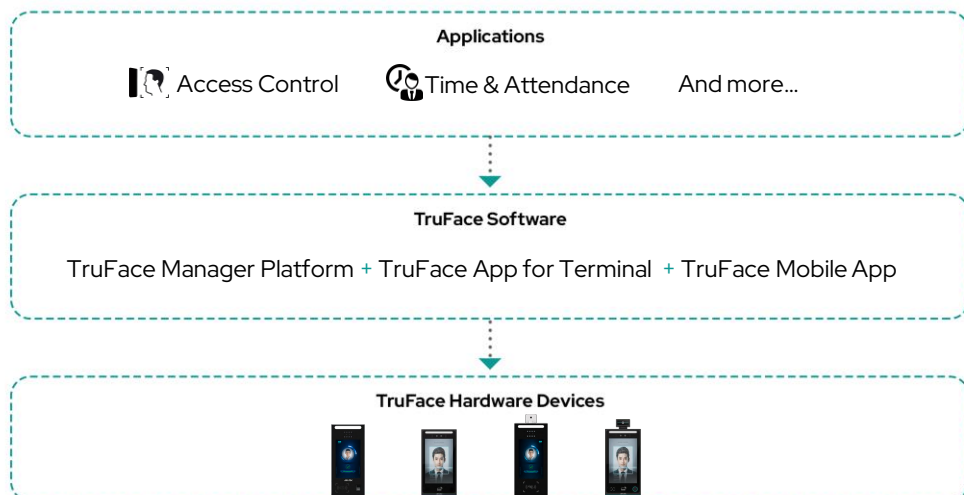 Applications
Access Control Time & Attendance And more...
TruFace Software
TruFace Manager Platform + TruFace App for Terminal + TruFace Mobile App
TruFace Hardware Devices